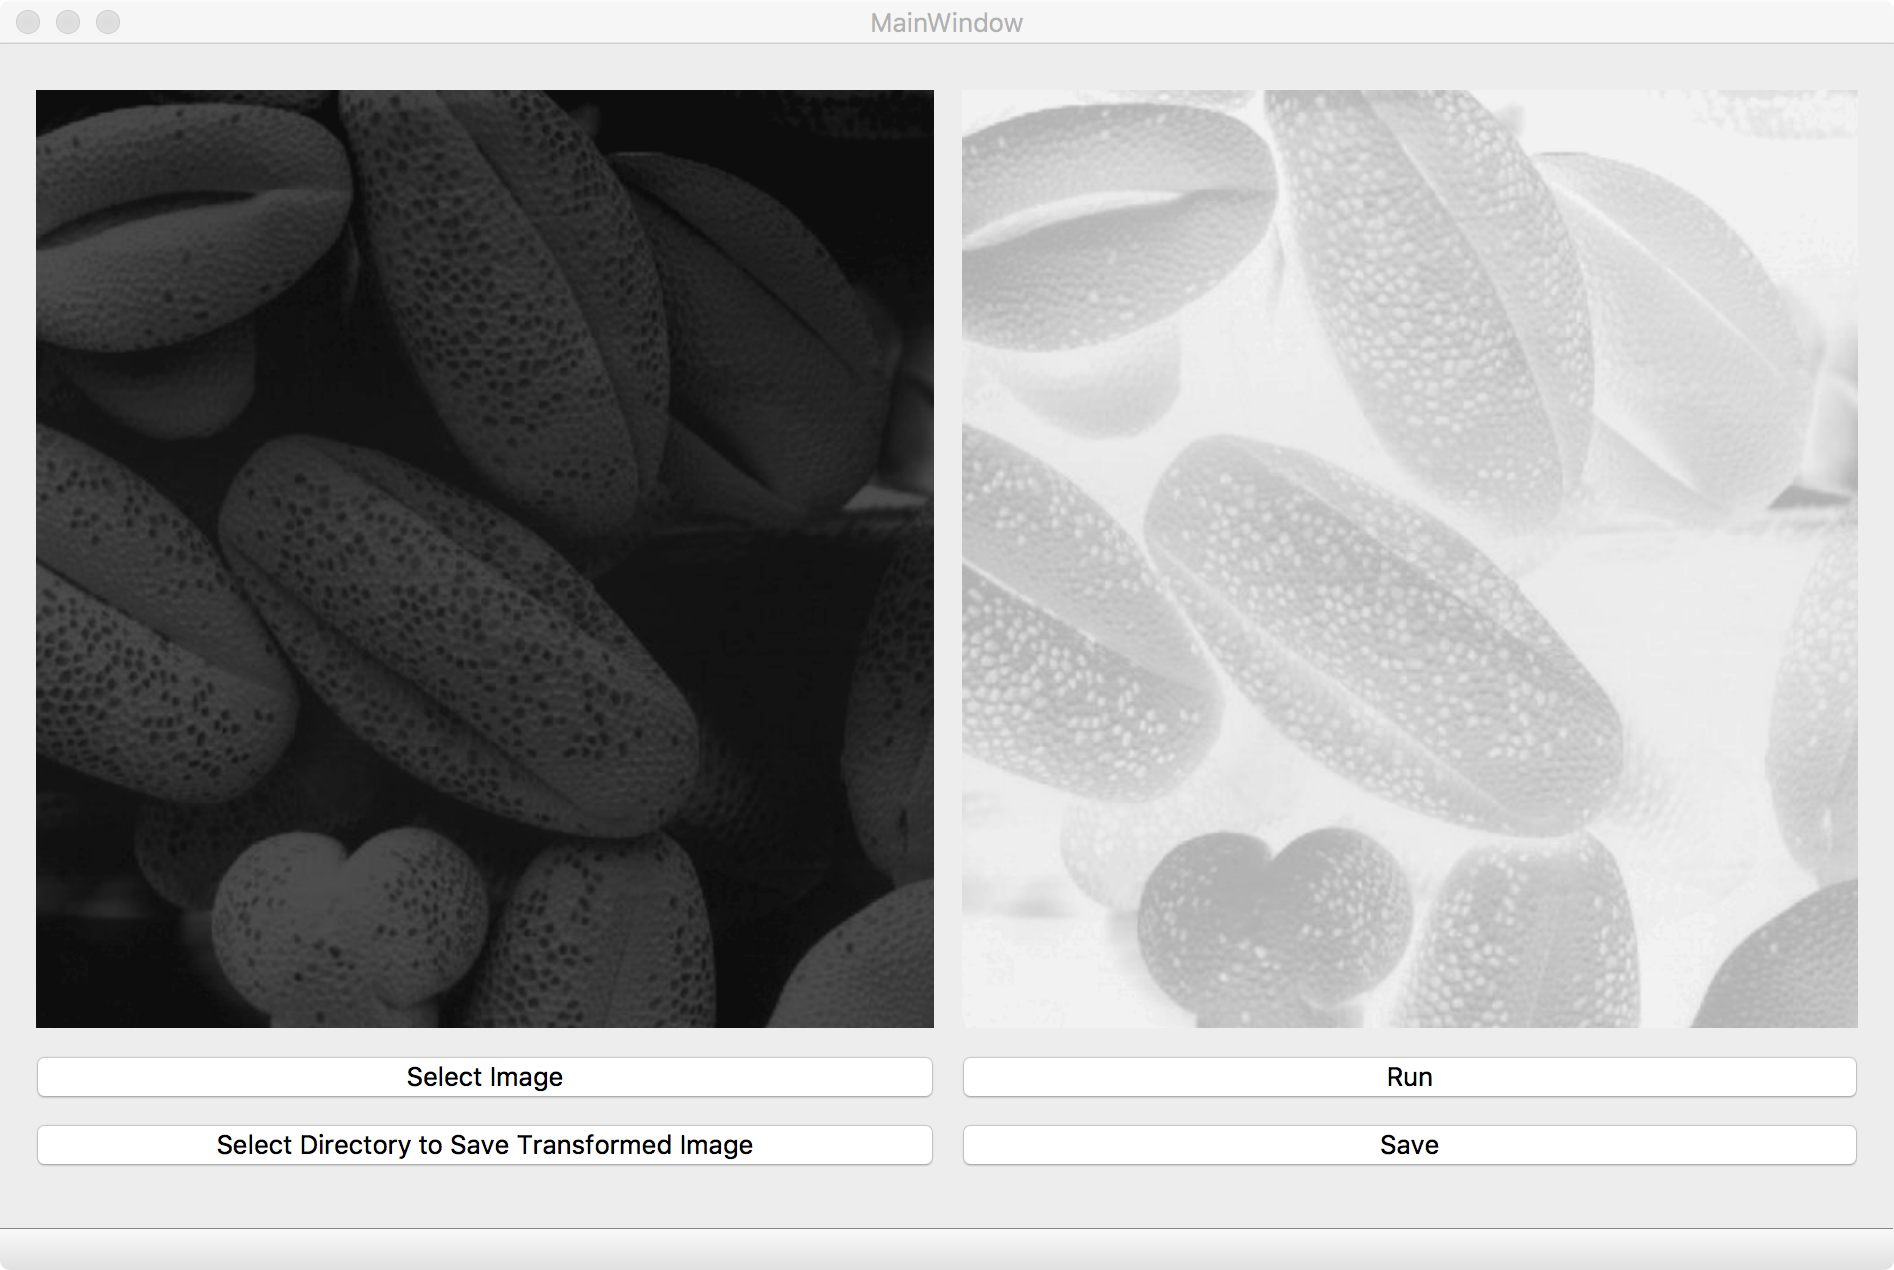 MainWindow
Select Image
Run
Select Directory to Save Transformed Image
Save